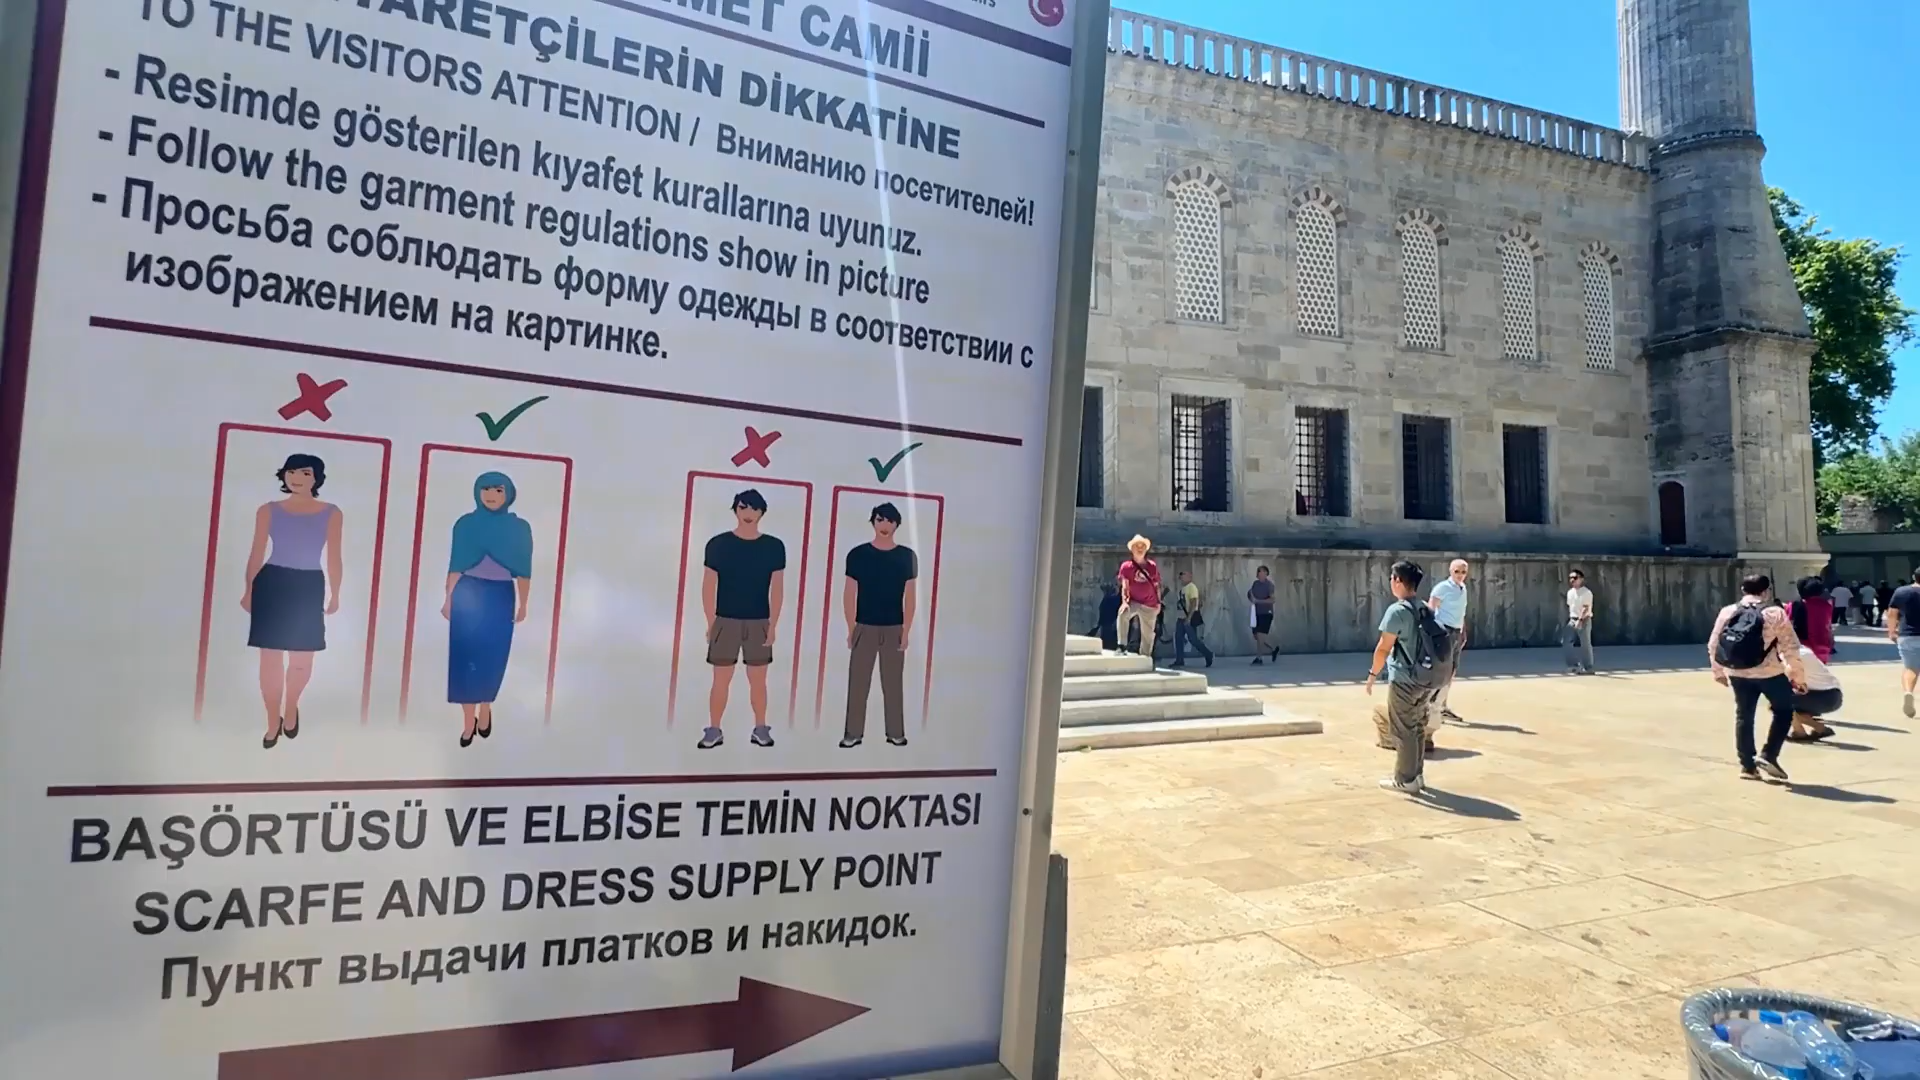 CAMİİ
DİKKATİNE
TO THE VISITORS ATTENTION / Вниманию посетителей!
- Resimde gösterilen kıyafet kurallarına uyunuz.
- Follow the garment regulations show in picture
- Просьба соблюдать форму одежды в соответствии с
изображением на картинке.
BAŞÖRTÜSÜ VE ELBİSE TEMİN NOKTASI
SCARFE AND DRESS SUPPLY POINT
Пункт выдачи платков и накидок.